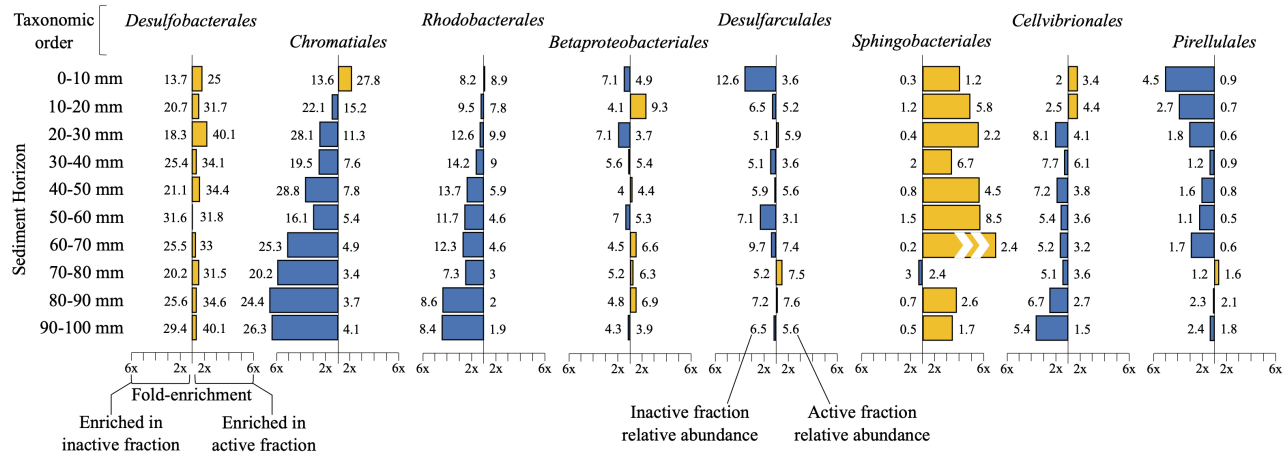 Taxonomic order
Desulfobacterales Rhodobacterales Desulfarculales Cellvibrionales
Chromatiales Betaproteobacteriales Sphingobacteriales Pirellulales
Sediment Horizon
0-10 mm 13.7 25 13.6 27.8 8.2 8.9 7.1 4.9 12.6 3.6 0.3 1.2 2 3.4 4.5 0.9
10-20 mm 20.7 31.7 22.1 15.2 9.5 7.8 4.1 9.3 6.5 5.2 1.2 5.8 2.5 4.4 2.7 0.7
20-30 mm 18.3 40.1 28.1 11.3 12.6 9.9 7.1 3.7 5.1 5.9 0.4 2.2 8.1 4.1 1.8 0.6
30-40 mm 25.4 34.1 19.5 7.6 14.2 9 5.6 5.4 5.1 3.6 2 6.7 7.7 6.1 1.2 0.9
40-50 mm 21.1 34.4 28.8 7.8 13.7 5.9 4 4.4 5.9 5.6 0.8 4.5 7.2 3.8 1.6 0.8
50-60 mm 31.6 31.8 16.1 5.4 11.7 4.6 7 5.3 7.1 3.1 1.5 8.5 5.4 3.6 1.1 0.5
60-70 mm 25.5 33 25.3 4.9 12.3 4.6 4.5 6.6 9.7 7.4 0.2 2.4 5.2 3.2 1.7 0.6
70-80 mm 20.2 31.5 20.2 3.4 7.3 3 5.2 6.3 5.2 7.5 3 2.4 5.1 3.6 1.2 1.6
80-90 mm 25.6 34.6 24.4 3.7 8.6 2 4.8 6.9 7.2 7.6 0.7 2.6 6.7 2.7 2.3 2.1
90-100 mm 29.4 40.1 26.3 4.1 8.4 1.9 4.3 3.9 6.5 5.6 0.5 1.7 5.4 1.5 2.4 1.8
6x 2x 2x 6x 2x 2x 6x 6x 2x 2x 6x 6x 2x 2x 6x 6x 2x 2x 6x 6x 2x 2x 6x 6x 2x 2x 6x 6x 2x 2x 6x
Fold-enrichment
Enriched in inactive fraction
Enriched in active fraction
Inactive fraction relative abundance
Active fraction relative abundance